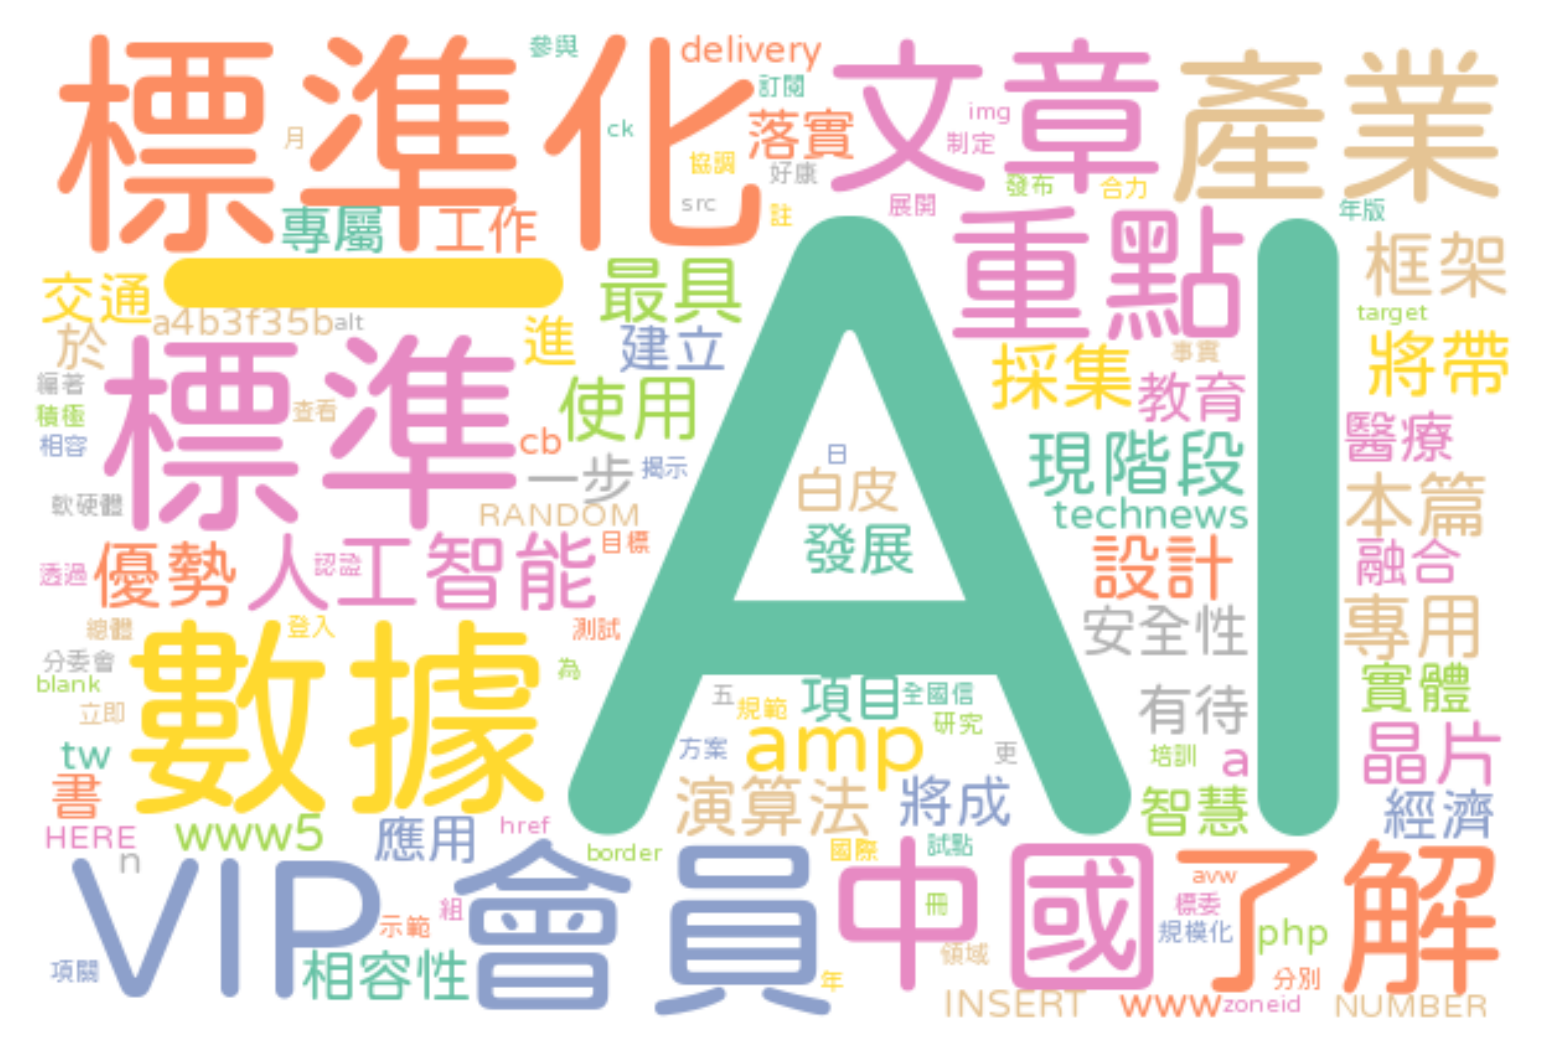 標準化
參與
delivery
訂閱
文章
產業
月
ck
落實
img
制定
協調
好康
發布
合力
src
註
展開
年版
專屬
工作
重點
框架
交通
一
最具
AI
a4b3f35b
alt
於
進
建立
target
標準
採集
事實
將帶
編著
積極
相容
查看
使用
教育
cb
現階段
醫療
一步
揭示
日
白皮
軟硬體
RANDOM
technews
本篇
發展
目標
優勢
人工智能
認證
透過
設計
融合
總體
登入
測試
安全性
專用
分委會
blank
數據
為
立即
五
規範
項目
全國信
研究
有待
實體
tw
方案
amp
更
培訓
a
晶片
書
演算法
將成
智慧
經濟
HERE
www5
應用
href
n
border
國際
試點
VIP
會員
中國
了解
avw
組
冊
標委
示範
規模化
php
項關
相容性
年
領域
分別
INSERT
www
zoneid
NUMBER